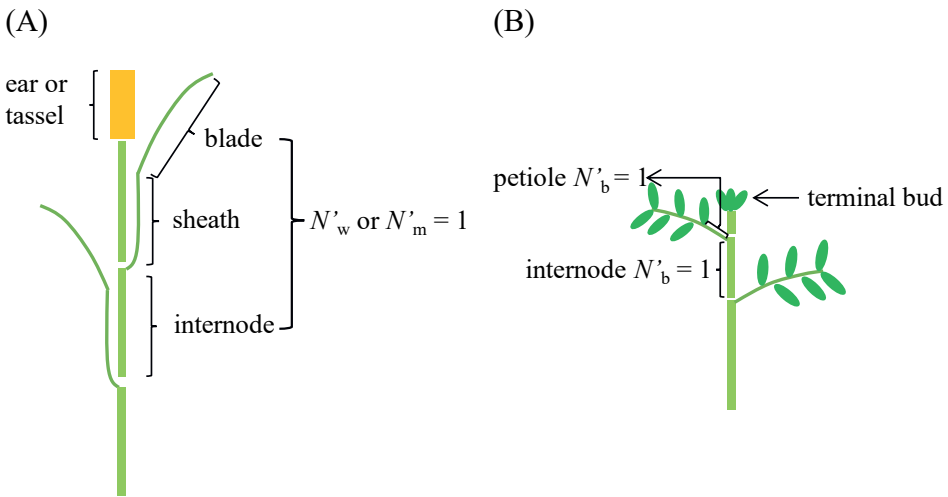 (A)
ear or
tassel
blade
sheath
N’w or N’m = 1
internode
(B)
petiole N’b = 1
terminal bud
internode N’b = 1